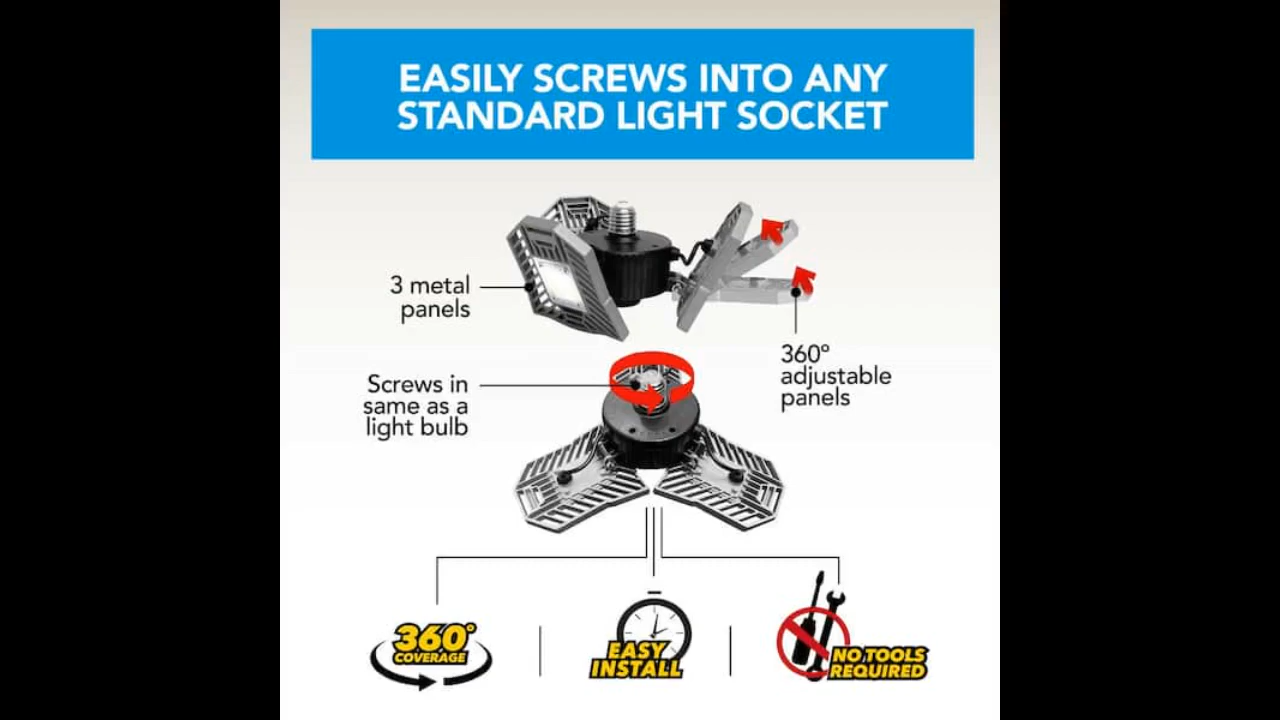 EASILY SCREWS INTO ANY
STANDARD LIGHT SOCKET
3 metal
panels
360°
adjustable
panels
Screws in
same as a
light bulb
360°
COVERAGE
EASY
INSTALL
NO TOOLS
REQUIRED